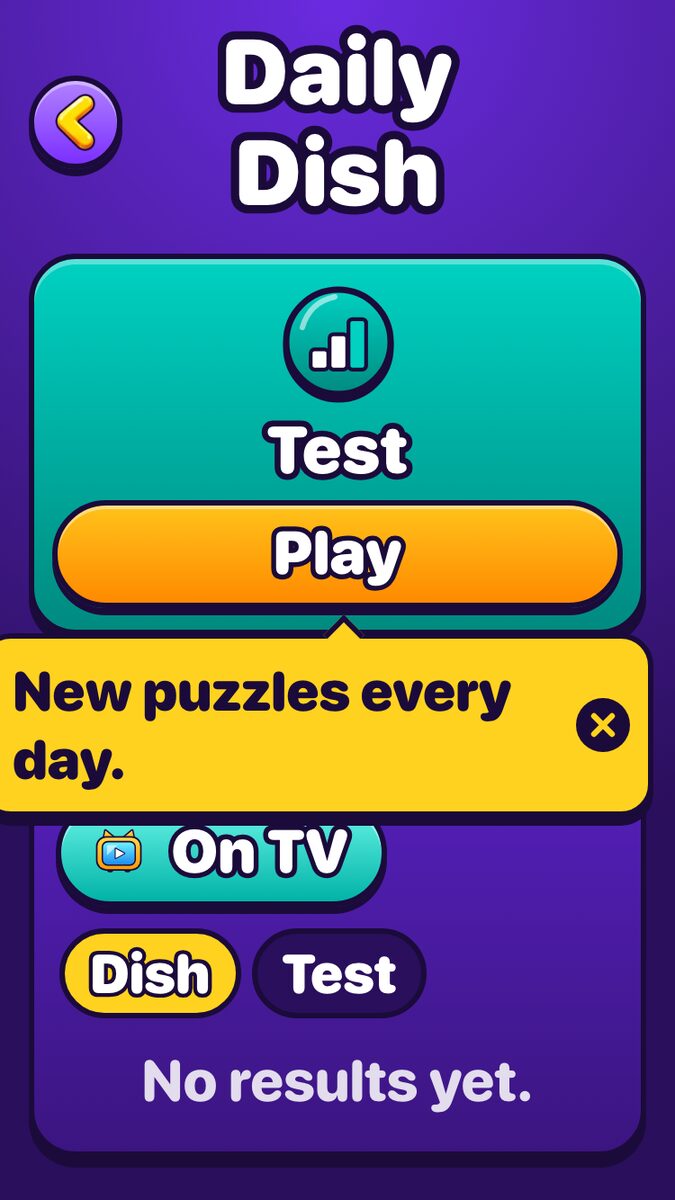 Daily
Dish
Test
Play
New puzzles every
day.
On TV
Dish
Test
No results yet.